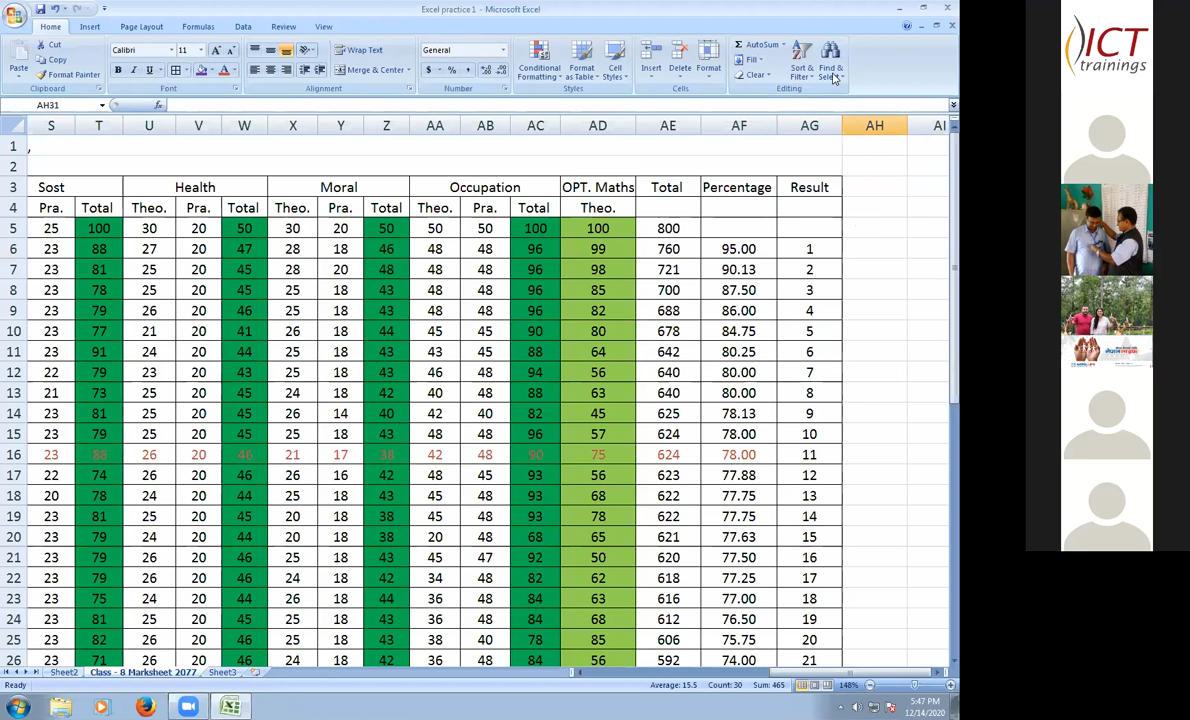 Excel practice 1 - Microsoft Excel
Home Insert Page Layout Formulas Data Review View
Paste Cut Copy Format Painter Calibri 11 Wrap Text Merge & Center General Conditional Formatting Format as Table Cell Styles Insert Delete Format AutoSum Fill Clear Sort & Filter Find & Select
Clipboard Font Alignment Number Styles Cells Editing
AH31 fx
S T U V W X Y Z AA AB AC AD AE AF AG AH AI
1 ,
2
3 Sost Health Moral Occupation OPT. Maths Total Percentage Result
4 Pra. Total Theo. Pra. Total Theo. Pra. Total Theo. Pra. Total Theo.
5 25 100 30 20 50 30 20 50 50 50 100 100 800
6 23 88 27 20 47 28 18 46 48 48 96 99 760 95.00 1
7 23 81 25 20 45 28 20 48 48 48 96 98 721 90.13 2
8 23 78 25 20 45 25 18 43 48 48 96 85 700 87.50 3
9 23 79 26 20 46 25 18 43 48 48 96 82 688 86.00 4
10 23 77 21 20 41 26 18 44 45 45 90 80 678 84.75 5
11 23 91 24 20 44 25 18 43 43 45 88 64 642 80.25 6
12 22 79 23 20 43 25 18 43 46 48 94 56 640 80.00 7
13 21 73 25 20 45 24 18 42 40 48 88 63 640 80.00 8
14 23 81 25 20 45 26 14 40 42 40 82 45 625 78.13 9
15 23 79 25 20 45 25 18 43 48 48 96 57 624 78.00 10
16 23 88 26 20 46 21 17 38 42 48 90 75 624 78.00 11
17 22 74 26 20 46 26 16 42 45 48 93 56 623 77.88 12
18 20 78 24 20 44 25 18 43 45 48 93 68 622 77.75 13
19 23 81 25 20 45 20 18 38 45 48 93 78 622 77.75 14
20 23 79 24 20 44 20 18 38 20 48 68 65 621 77.63 15
21 23 79 26 20 46 25 18 43 45 47 92 50 620 77.50 16
22 23 79 26 20 46 24 18 42 34 48 82 62 618 77.25 17
23 23 75 24 20 44 26 18 44 36 48 84 63 616 77.00 18
24 23 81 25 20 45 25 18 43 36 48 84 68 612 76.50 19
25 23 82 26 20 46 25 18 43 38 40 78 85 606 75.75 20
26 23 71 26 20 46 24 18 42 36 48 84 56 592 74.00 21
Sheet2 Class - 8 Marksheet 2077 Sheet3
Ready Average: 15.5 Count: 30 Sum: 465 148%
5:47 PM
12/14/2020
ICT
trainings